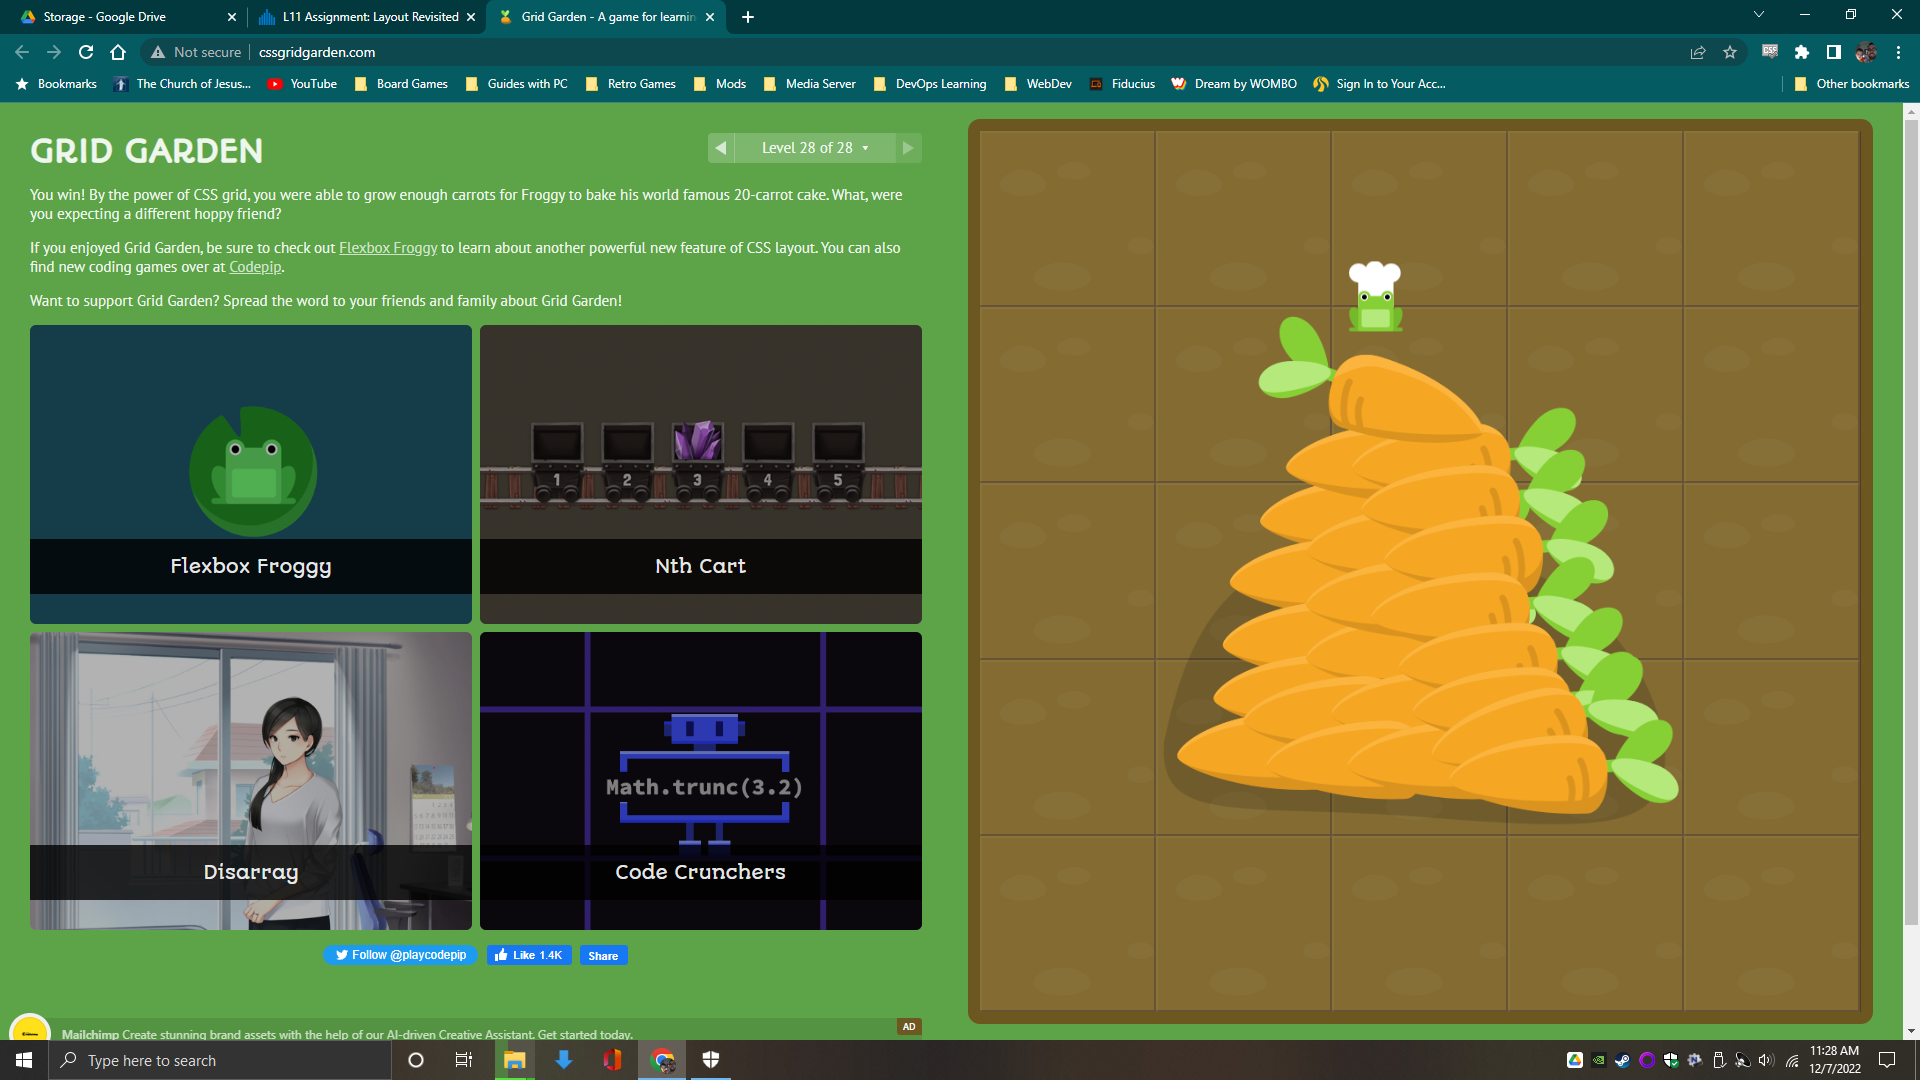 Storage - Google Drive
L11 Assignment: Layout Revisited
Grid Garden - A game for learnin
Not secure
cssgridgarden.com
CSS
Bookmarks
The Church of Jesus...
YouTube
Board Games
Guides with PC
Retro Games
Mods
Media Server
DevOps Learning
WebDev
Fiducius
Dream by WOMBO
Sign In to Your Acc...
Other bookmarks
GRID GARDEN
Level 28 of 28
You win! By the power of CSS grid, you were able to grow enough carrots for Froggy to bake his world famous 20-carrot cake. What, were
you expecting a different hoppy friend?
If you enjoyed Grid Garden, be sure to check out Flexbox Froggy to learn about another powerful new feature of CSS layout. You can also
find new coding games over at Codepip.
Want to support Grid Garden? Spread the word to your friends and family about Grid Garden!
1 2 3 4 5
Flexbox Froggy
Nth Cart
Math.trunc(3.2)
Disarray
Code Crunchers
Follow @playcodepip
Like 1.4K
Share
AD
Mailchimp Create stunning brand assets with the help of our AI-driven Creative Assistant. Get started today.
Type here to search
11:28 AM
12/7/2022